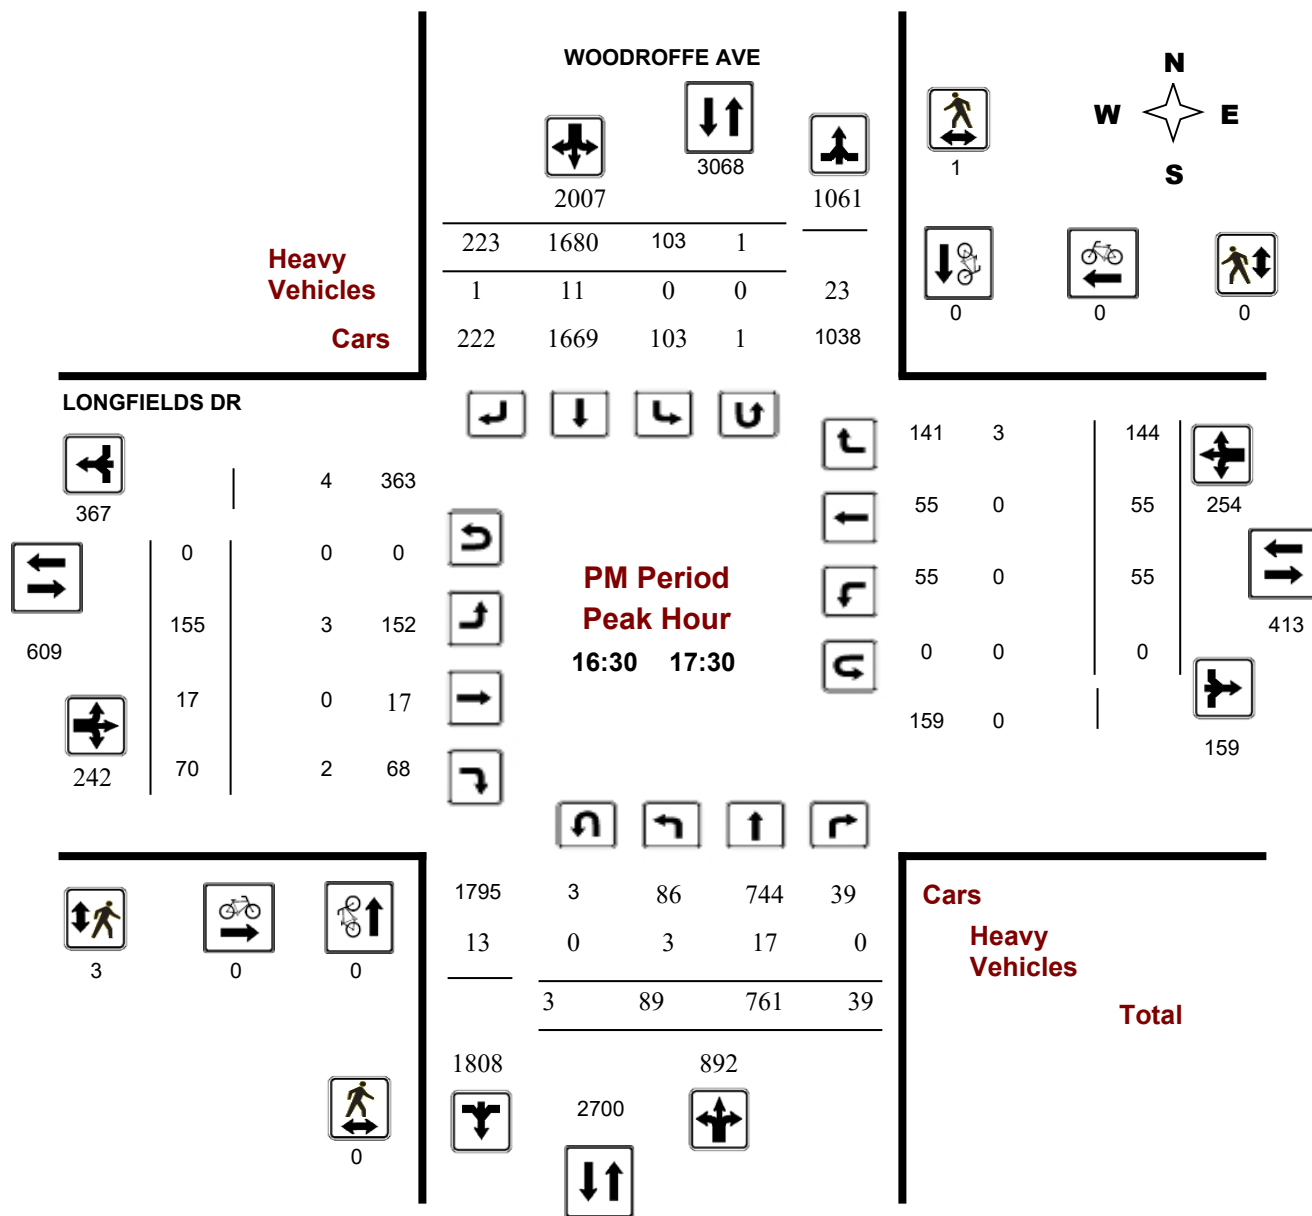 WOODROFFE AVE
N
W E
S
3068
1
2007 1061
223 1680 103 1
Heavy
Vehicles 1 11 0 0 23
0 0 0
Cars 222 1669 103 1 1038
LONGFIELDS DR
141 3 144
4 363
367
55 0 55 254
0 0 0
PM Period
55 0 55
Peak Hour
155 3 152
413
609
16:30 17:30
0 0 0
17 0 17
159 0
159
242 70 2 68
1795 3 86 744 39 Cars
13 0 3 17 0 Heavy
Vehicles
3 0 0
3 89 761 39
Total
1808 892
2700
0